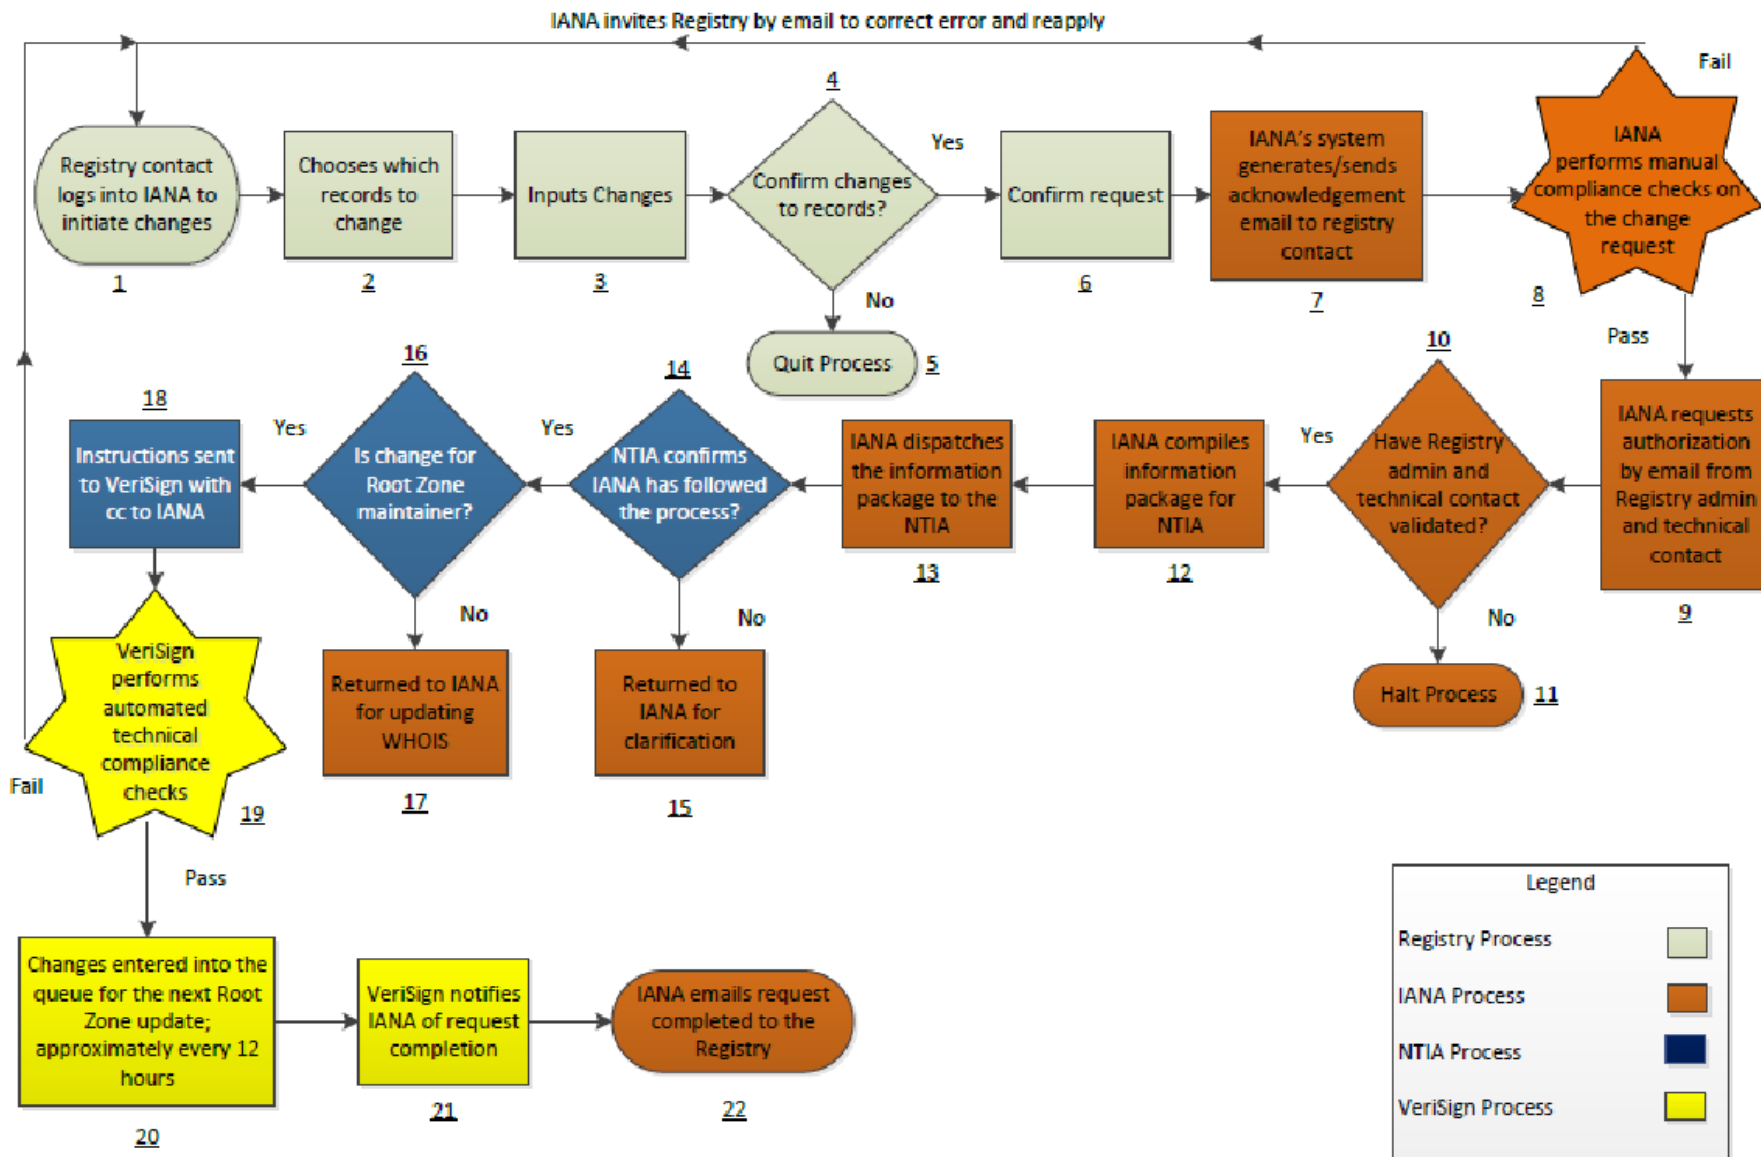 IANA invites Registry by email to correct error and reapply
Fail
4
Registry contact
logs into IANA to
initiate changes
1
Chooses which
records to
change
2
Inputs Changes
3
Confirm changes
to records?
Yes
No
Quit Process
5
Confirm request
6
IANA's system
generates/sends
acknowledgement
email to registry
contact
7
IANA
performs manual
compliance checks on
the change
request
8
Pass
IANA requests
authorization
by email from
Registry admin
and technical
contact
9
10
Have Registry
admin and
technical contact
validated?
Yes
No
Halt Process
11
IANA compiles
information
package for
NTIA
12
IANA dispatches
the information
package to the
NTIA
13
14
NTIA confirms
IANA has followed
the process?
Yes
No
Returned to
IANA for
clarification
15
16
Is change for
Root Zone
maintainer?
Yes
No
Returned to IANA
for updating
WHOIS
17
18
Instructions sent
to VeriSign with
cc to IANA
VeriSign
performs
automated
technical
compliance
checks
19
Fail
Pass
Changes entered into the
queue for the next Root
Zone update;
approximately every 12
hours
20
VeriSign notifies
IANA of request
completion
21
IANA emails request
completed to the
Registry
22
Legend
Registry Process
IANA Process
NTIA Process
VeriSign Process